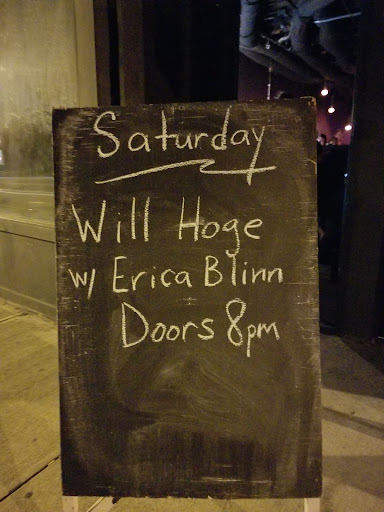 Saturday
Will Hoge
w/ Erica Blinn
Doors 8pm